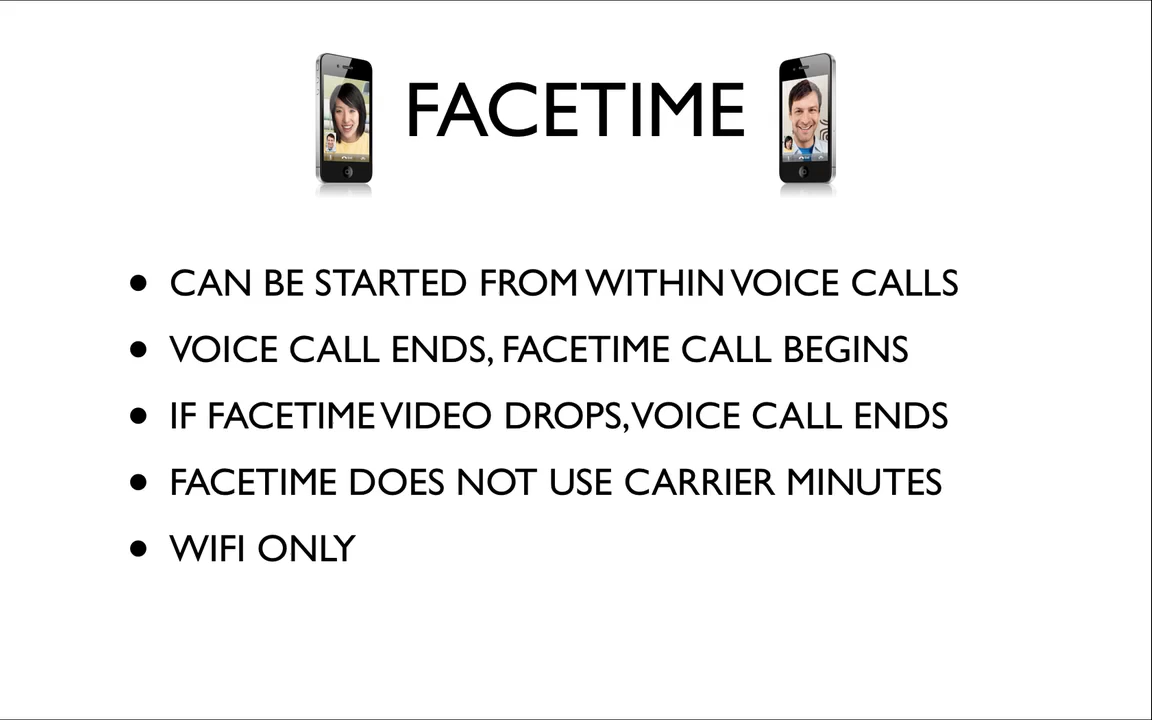 FACETIME
• CAN BE STARTED FROM WITHIN VOICE CALLS
• VOICE CALL ENDS, FACETIME CALL BEGINS
• IF FACETIME VIDEO DROPS, VOICE CALL ENDS
• FACETIME DOES NOT USE CARRIER MINUTES
• WIFI ONLY